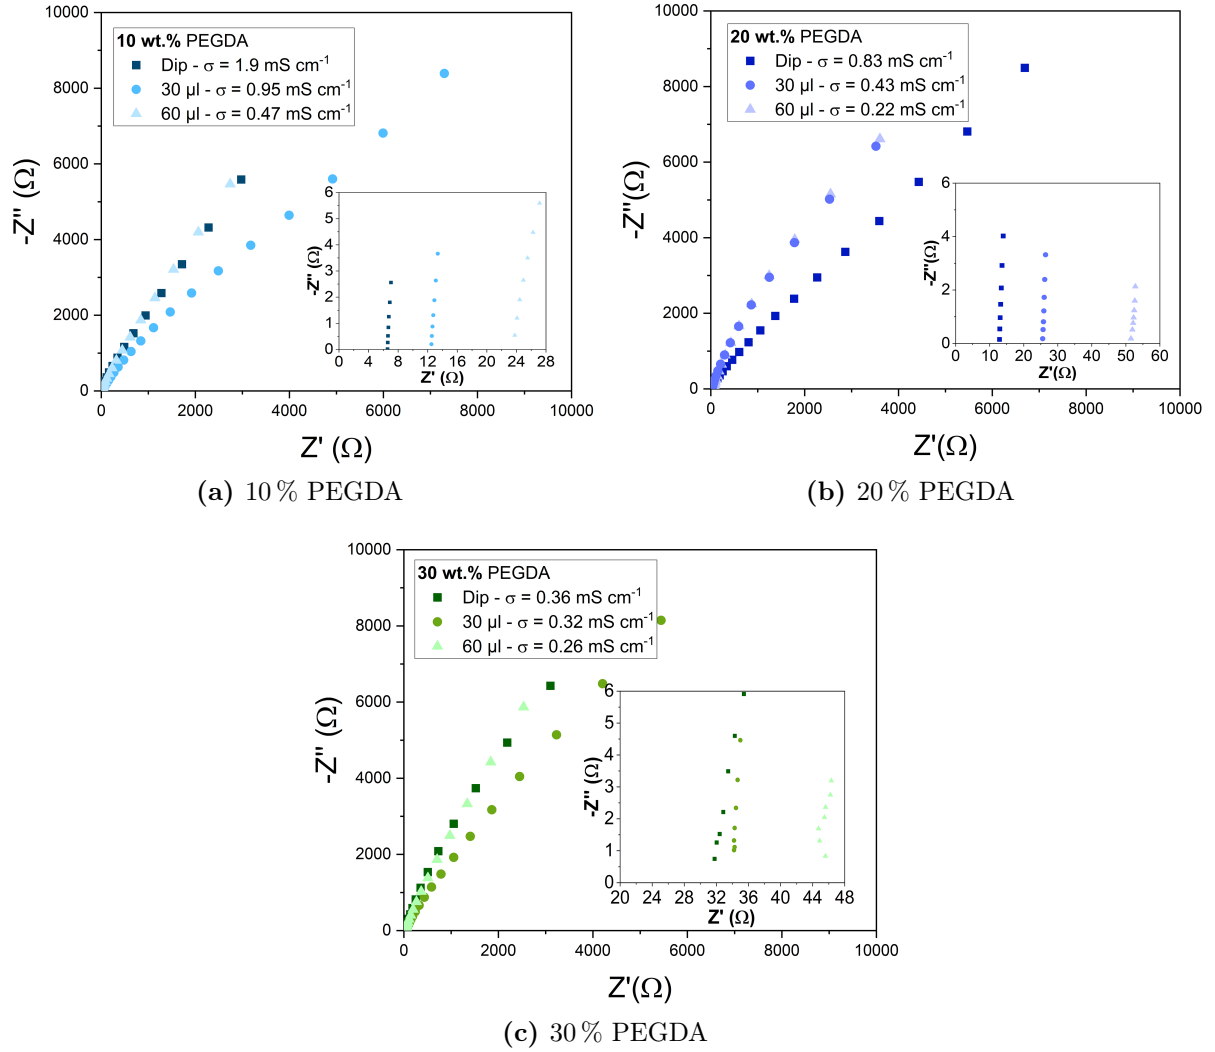 10 wt.% PEGDA
Dip - σ = 1.9 mS cm⁻¹
30 µl - σ = 0.95 mS cm⁻¹
60 µl - σ = 0.47 mS cm⁻¹
-Z'' (Ω)
10000
8000
6000
4000
2000
0
0 2000 4000 6000 8000 10000
Z' (Ω)
-Z'' (Ω)
6
5
4
3
2
1
0
0 4 8 12 16 20 24 28
Z' (Ω)
(a) 10 % PEGDA
20 wt.% PEGDA
Dip - σ = 0.83 mS cm⁻¹
30 µl - σ = 0.43 mS cm⁻¹
60 µl - σ = 0.22 mS cm⁻¹
-Z''(Ω)
10000
8000
6000
4000
2000
0
0 2000 4000 6000 8000 10000
Z'(Ω)
-Z''(Ω)
6
4
2
0
0 10 20 30 40 50 60
Z'(Ω)
(b) 20 % PEGDA
30 wt.% PEGDA
Dip - σ = 0.36 mS cm⁻¹
30 µl - σ = 0.32 mS cm⁻¹
60 µl - σ = 0.26 mS cm⁻¹
-Z'' (Ω)
10000
8000
6000
4000
2000
0
0 2000 4000 6000 8000 10000
Z'(Ω)
-Z'' (Ω)
6
5
4
3
2
1
0
20 24 28 32 36 40 44 48
Z' (Ω)
(c) 30 % PEGDA